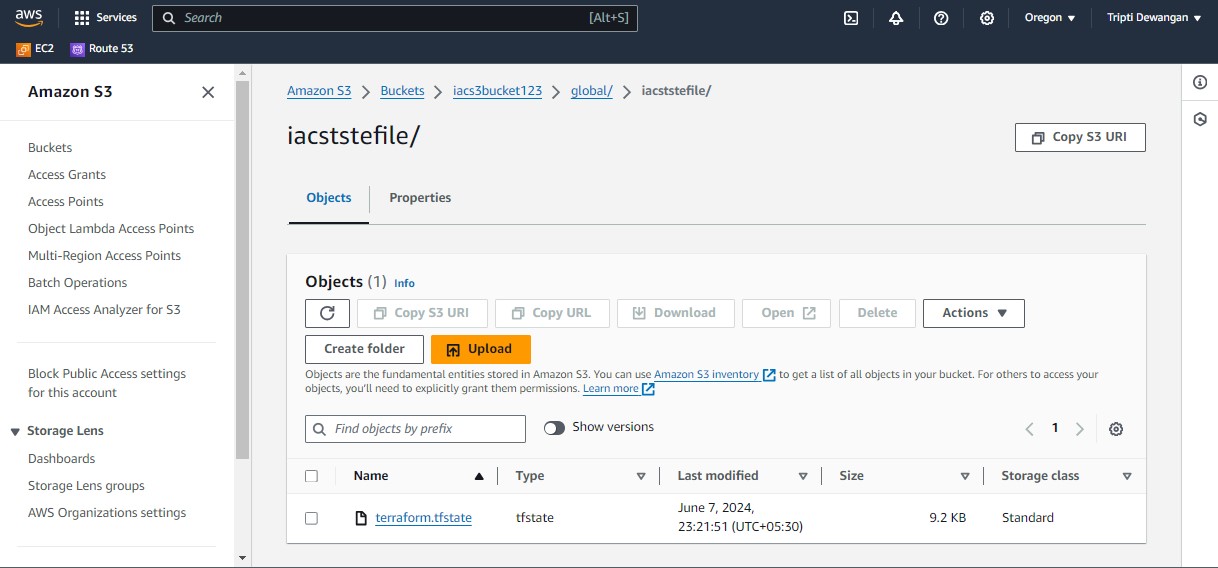 aws
Services
Search
[Alt+S]
Oregon ▼
Tripti Dewangan ▼
EC2
Route 53
Amazon S3
Buckets
Access Grants
Access Points
Object Lambda Access Points
Multi-Region Access Points
Batch Operations
IAM Access Analyzer for S3
Block Public Access settings
for this account
Storage Lens
Dashboards
Storage Lens groups
AWS Organizations settings
Amazon S3 > Buckets > iacs3bucket123 > global/ > iacststefile/
iacststefile/
Copy S3 URI
Objects
Properties
Objects (1) Info
Copy S3 URI
Copy URL
Download
Open
Delete
Actions ▼
Create folder
Upload
Objects are the fundamental entities stored in Amazon S3. You can use Amazon S3 inventory to get a list of all objects in your bucket. For others to access your
objects, you'll need to explicitly grant them permissions. Learn more
Find objects by prefix
Show versions
1
Name
Type
Last modified
Size
Storage class
terraform.tfstate
tfstate
June 7, 2024,
23:21:51 (UTC+05:30)
9.2 KB
Standard